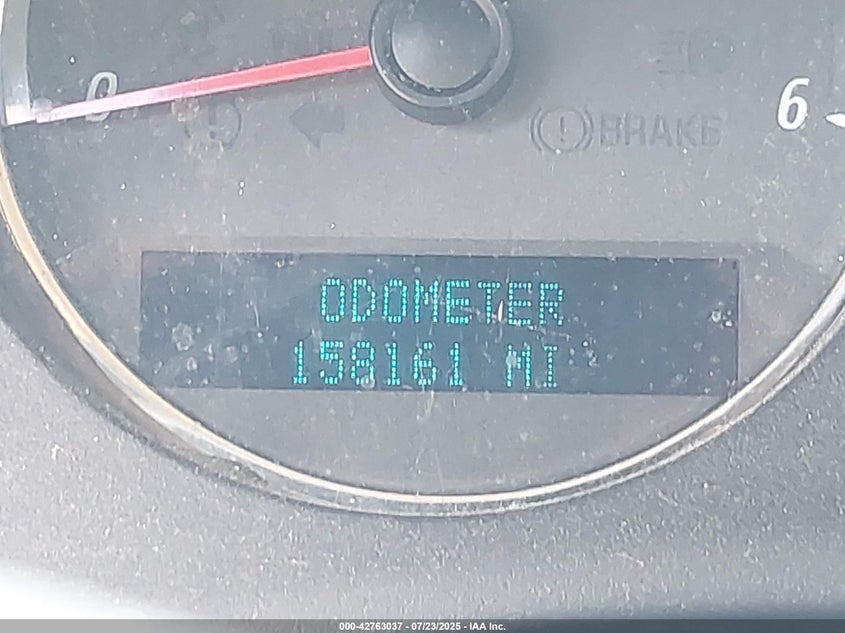 0
6
BRAKE
ODOMETER
158161 MI
000-42763037 - 07/23/2025 - IAA Inc.